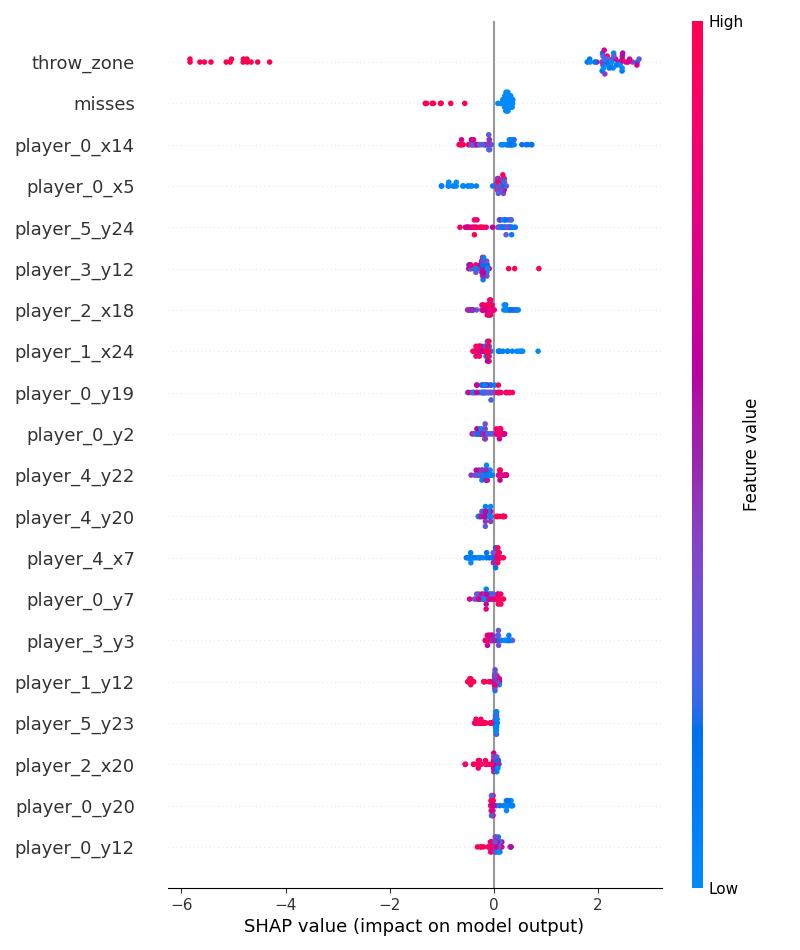 High
throw_zone
misses
player_0_x14
player_0_x5
player_5_y24
player_3_y12
player_2_x18
player_1_x24
player_0_y19
player_0_y2
player_4_y22
player_4_y20
player_4_x7
player_0_y7
player_3_y3
player_1_y12
player_5_y23
player_2_x20
player_0_y20
player_0_y12
Feature value
Low
−6 −4 −2 0 2
SHAP value (impact on model output)